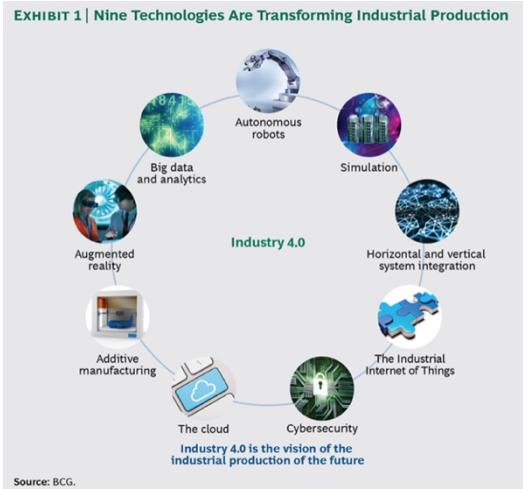 EXHIBIT 1 | Nine Technologies Are Transforming Industrial Production
Autonomous
robots
Simulation
Horizontal and vertical
system integration
The Industrial
Internet of Things
Cybersecurity
The cloud
Additive
manufacturing
Augmented
reality
Big data
and analytics
Industry 4.0
Industry 4.0 is the vision of the
industrial production of the future
Source: BCG.